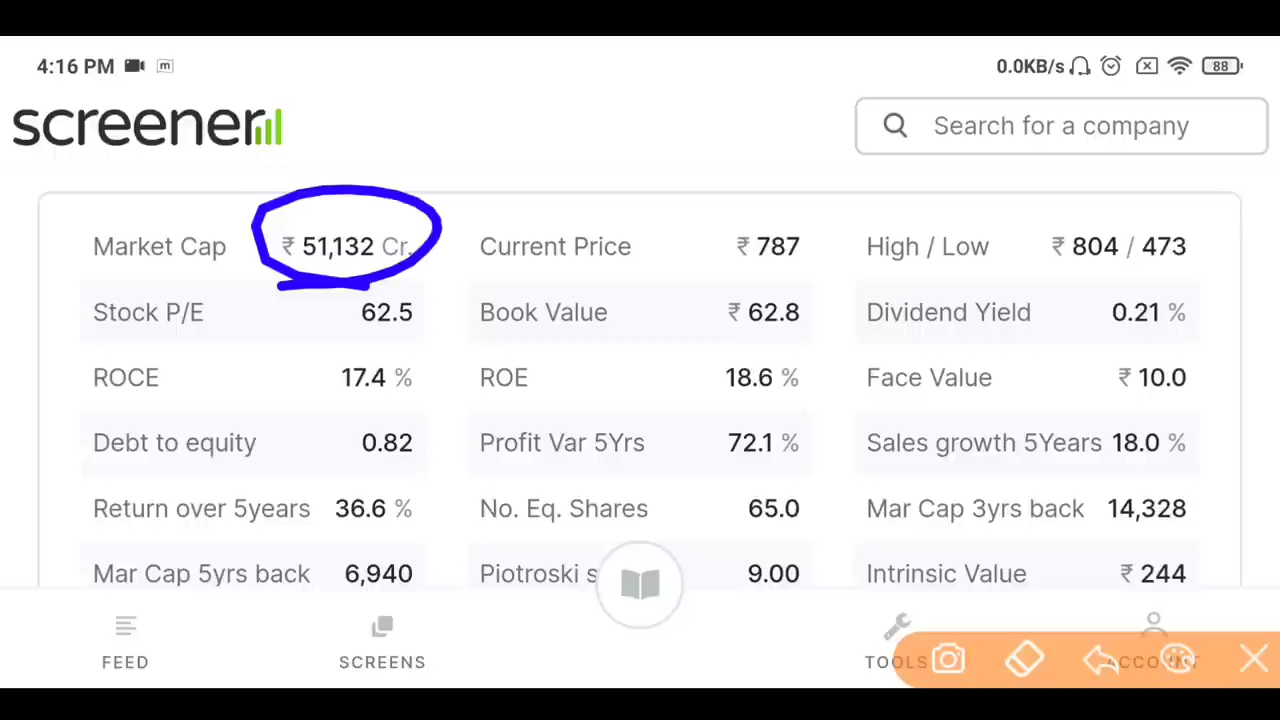 4:16 PM m 0.0KB/s 88
screener Search for a company
Market Cap ₹ 51,132 Cr. Current Price ₹ 787 High / Low ₹ 804 / 473
Stock P/E 62.5 Book Value ₹ 62.8 Dividend Yield 0.21 %
ROCE 17.4 % ROE 18.6 % Face Value ₹ 10.0
Debt to equity 0.82 Profit Var 5Yrs 72.1 % Sales growth 5Years 18.0 %
Return over 5years 36.6 % No. Eq. Shares 65.0 Mar Cap 3yrs back 14,328
Mar Cap 5yrs back 6,940 Piotroski s 9.00 Intrinsic Value ₹ 244
FEED SCREENS TOOLS ACCOUNT